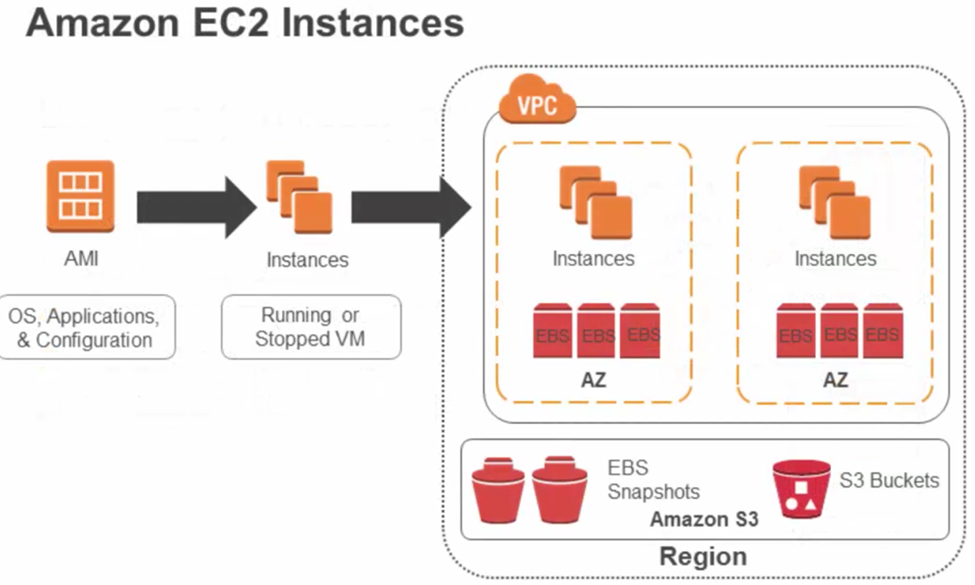 Amazon EC2 Instances
VPC
AMI
Instances
OS, Applications,
& Configuration
Running or
Stopped VM
Instances
EBS EBS EBS
AZ
Instances
EBS EBS EBS
AZ
EBS
Snapshots
S3 Buckets
Amazon S3
Region